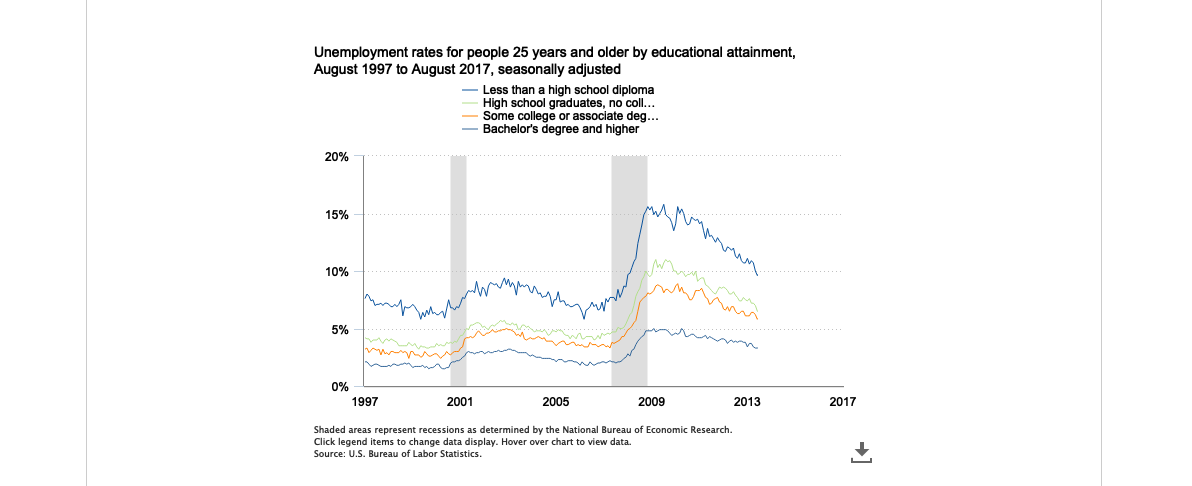 Unemployment rates for people 25 years and older by educational attainment,
August 1997 to August 2017, seasonally adjusted
Less than a high school diploma
High school graduates, no coll...
Some college or associate deg...
Bachelor's degree and higher
20%
15%
10%
5%
0%
1997 2001 2005 2009 2013 2017
Shaded areas represent recessions as determined by the National Bureau of Economic Research.
Click legend items to change data display. Hover over chart to view data.
Source: U.S. Bureau of Labor Statistics.